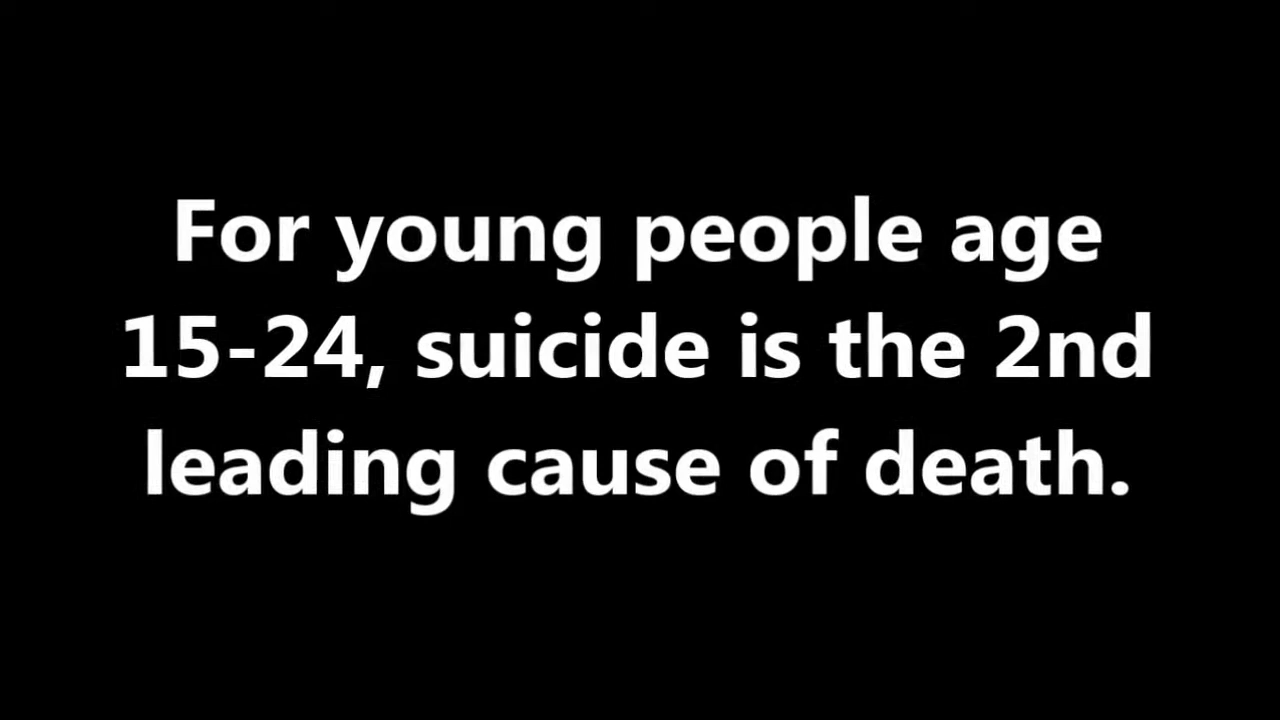 For young people age
15-24, suicide is the 2nd
leading cause of death.